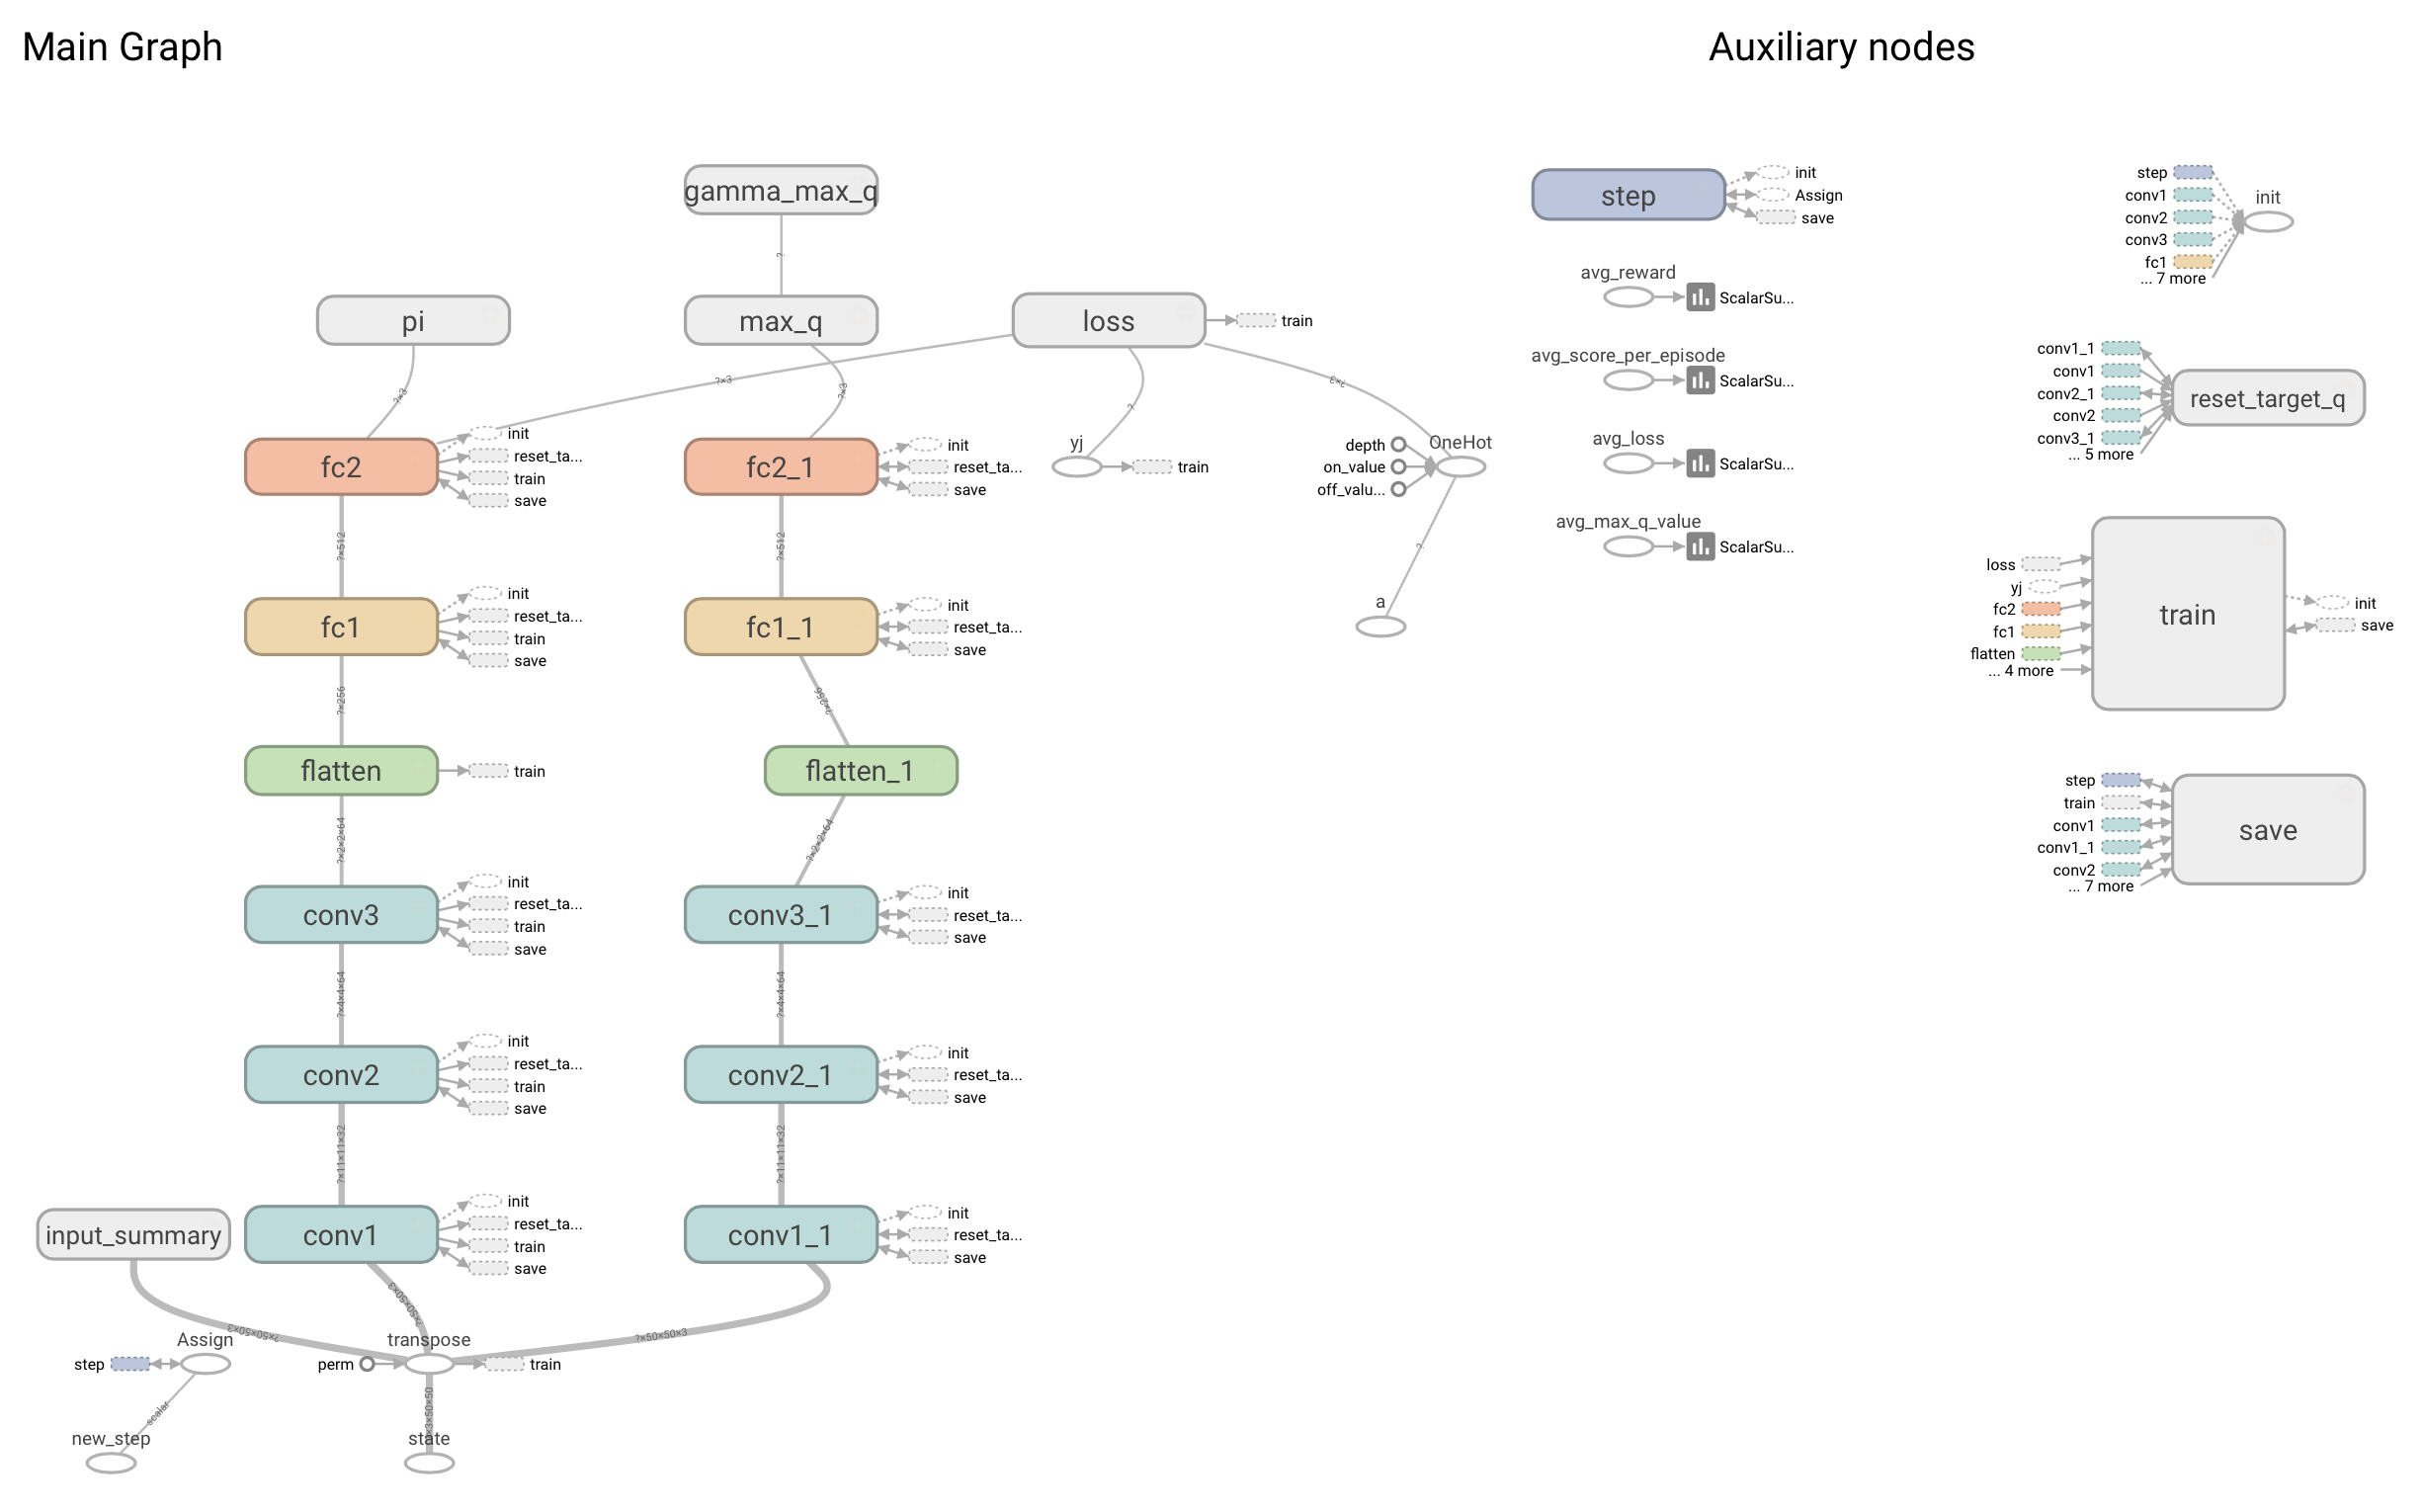 Main Graph
Auxiliary nodes
gamma_max_q
?
pi
max_q
loss
train
?×3
?×3
?×3
?
?×3
fc2
init
reset_ta...
train
save
fc2_1
init
reset_ta...
save
yj
train
depth
on_value
off_valu...
OneHot
?
a
?×512
?×512
fc1
init
reset_ta...
train
save
fc1_1
init
reset_ta...
save
?×256
?×256
flatten
train
flatten_1
?×2×2×64
?×2×2×64
conv3
init
reset_ta...
train
save
conv3_1
init
reset_ta...
save
?×4×4×64
?×4×4×64
conv2
init
reset_ta...
train
save
conv2_1
init
reset_ta...
save
?×11×11×32
?×11×11×32
input_summary
conv1
init
reset_ta...
train
save
conv1_1
init
reset_ta...
save
?×50×50×3
?×50×50×3
?×50×50×3
Assign
step
scalar
new_step
transpose
perm
train
?×3×50×50
state
step
init
Assign
save
avg_reward
ScalarSu...
avg_score_per_episode
ScalarSu...
avg_loss
ScalarSu...
avg_max_q_value
ScalarSu...
step
conv1
conv2
conv3
fc1
... 7 more
init
conv1_1
conv1
conv2_1
conv2
conv3_1
... 5 more
reset_target_q
loss
yj
fc2
fc1
flatten
... 4 more
train
init
save
step
train
conv1
conv1_1
conv2
... 7 more
save